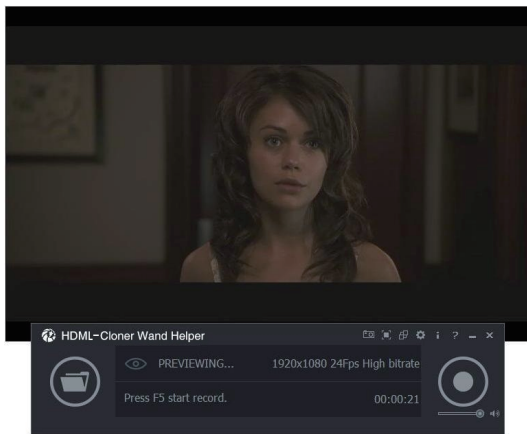 HDML-Cloner Wand Helper
PREVIEWING... 1920x1080 24Fps High bitrate
Press F5 start record. 00:00:21